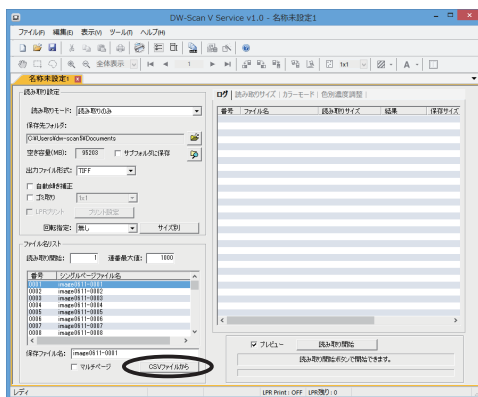 DW-Scan V Service v1.0 - 名称未設定1
ファイル(F) 編集(E) 表示(V) ツール(T) ヘルプ(H)
全体表示 1 1x1 A
名称未設定1
読み取り設定
読み取りモード: 読み取りのみ
保存先フォルダ:
C:¥Users¥dw-scan5¥Documents
空き容量(MB): 95203 サブフォルダに保存
出力ファイル形式: TIFF
自動傾き補正
ゴミ取り 1x1
LPRプリント プリント設定
回転指定: 無し サイズ別
ファイル名リスト
読み取り開始: 1 連番最大値: 1000
番号 シングルページファイル名
0001 image0611-0001
0002 image0611-0002
0003 image0611-0003
0004 image0611-0004
0005 image0611-0005
0006 image0611-0006
0007 image0611-0007
0008 image0611-0008
保存ファイル名: image0611-0001
マルチページ CSVファイルから
ログ 読み取りサイズ カラーモード 色別濃度調整
番号 ファイル名 読み取りサイズ 結果 保存サイズ
プレビュー 読み取り開始
読み取り開始ボタンで開始できます。
レディ LPR Print : OFF LPR残り : 0